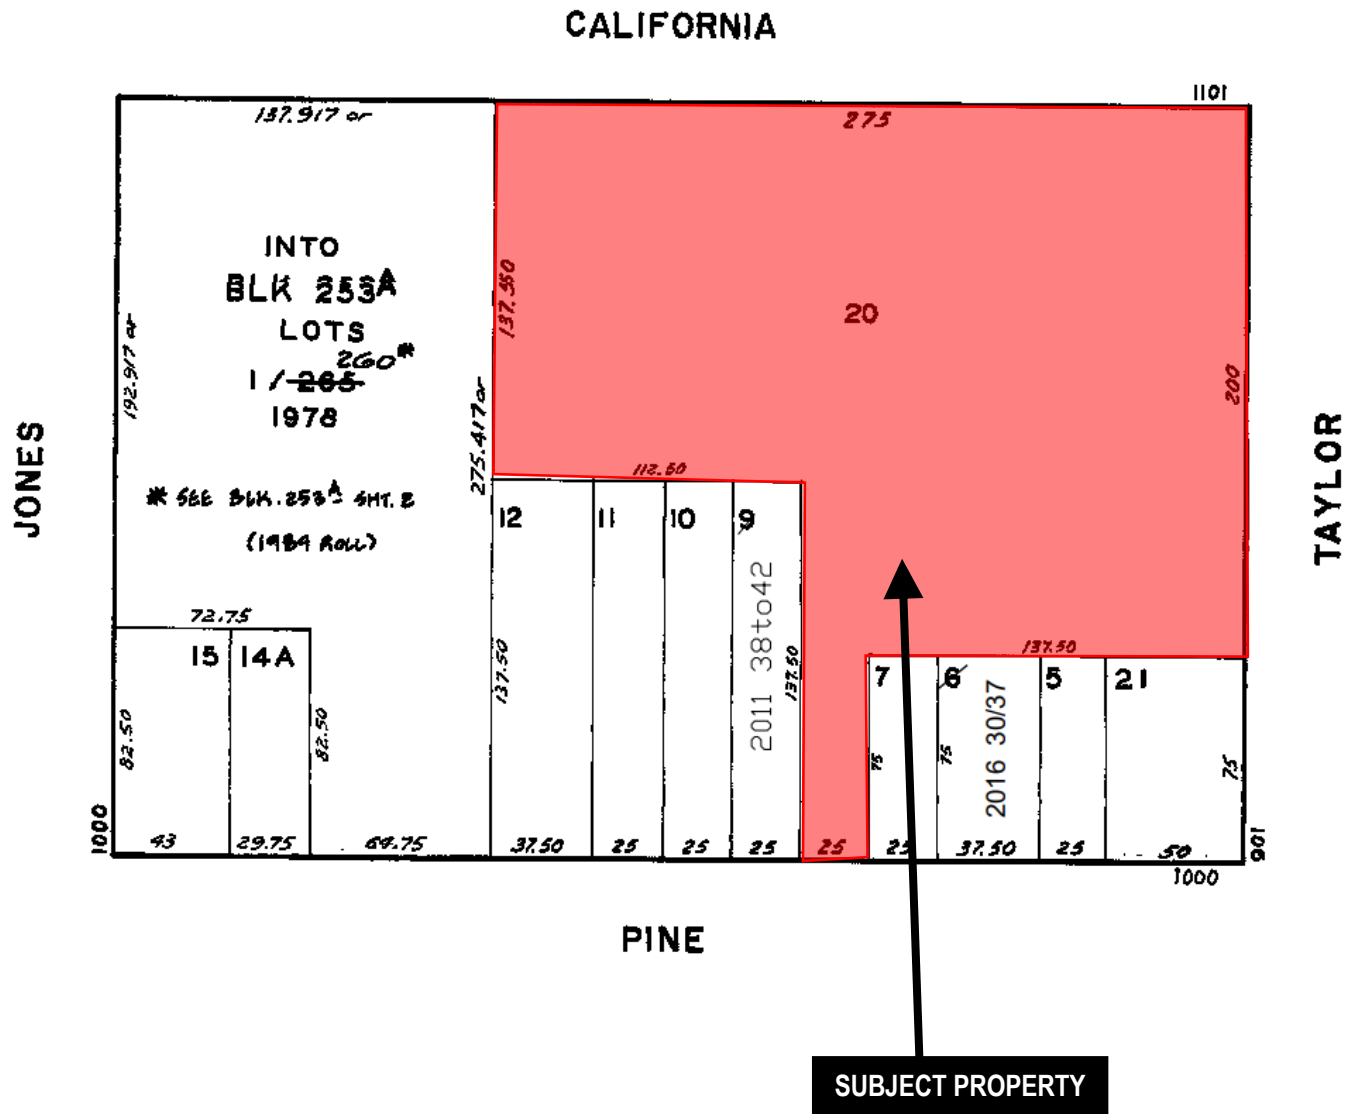 CALIFORNIA
1101
137.917 or
275
INTO
BLK 253A
LOTS
260*
1 / 265
1978
137.50
20
192.917 or
275.417 or
200
JONES
TAYLOR
* SEE BLK. 253A SHT. 2
(1984 ROLL)
112.50
12
11
10
9
2011 38to42
72.75
15
14A
137.50
137.50
137.50
7
6
5
21
2016 30/37
82.50
82.50
75
75
75
1000
43
29.75
64.75
37.50
25
25
25
25
25
37.50
25
50
901
1000
PINE
SUBJECT PROPERTY